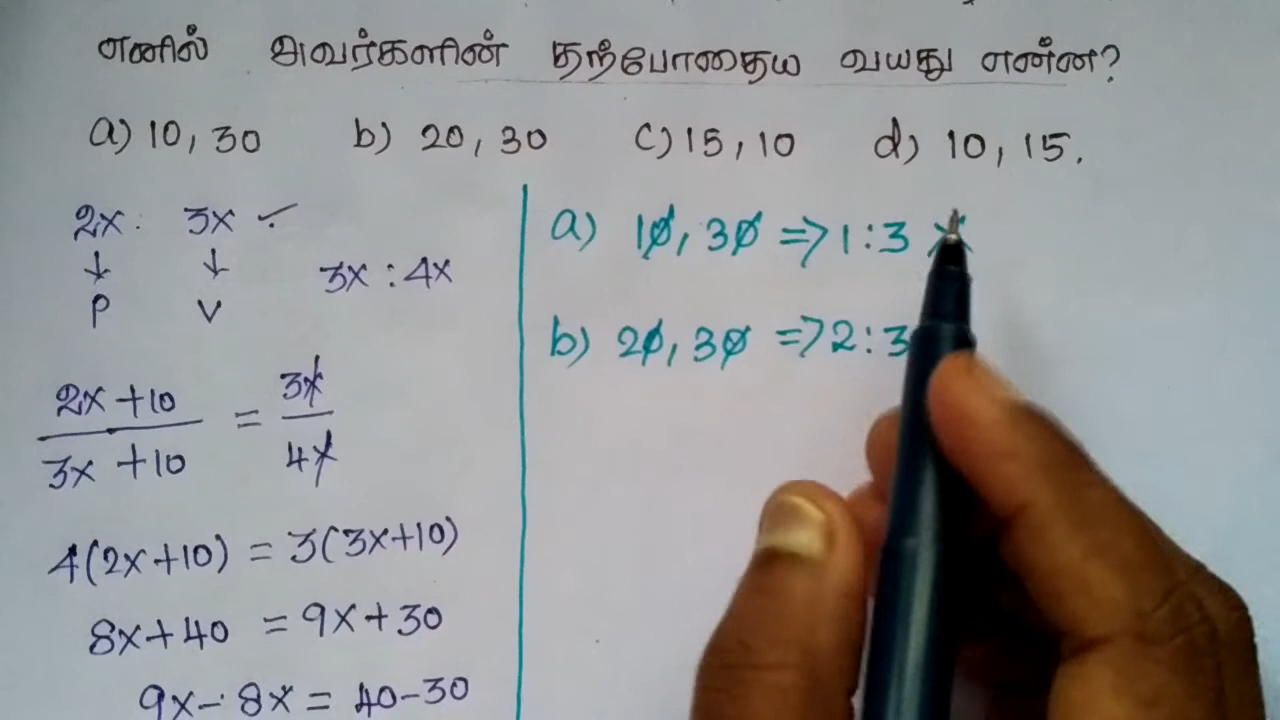 எனில் அவர்களின் தற்போதைய வயது என்ன?
a) 10, 30 b) 20, 30 c) 15, 10 d) 10, 15.
2x : 3x ✓
↓ ↓
P V
3x : 4x
2x + 10 / 3x + 10 = 3x / 4x
4(2x+10) = 3(3x+10)
8x+40 = 9x+30
9x - 8x = 40-30
a) 10, 30 => 1:3 ×
b) 20, 30 => 2:3